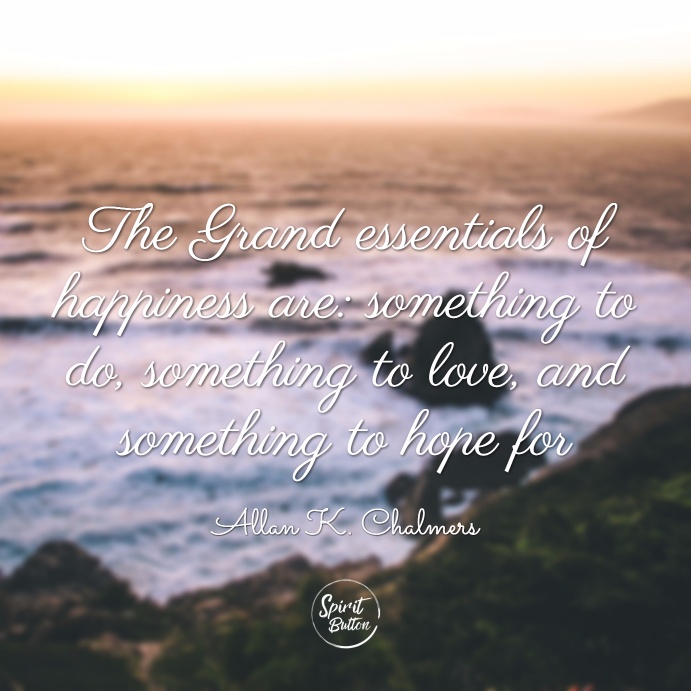 The Grand essentials of
happiness are: something to
do, something to love, and
something to hope for
Allan K. Chalmers
Spirit
Button